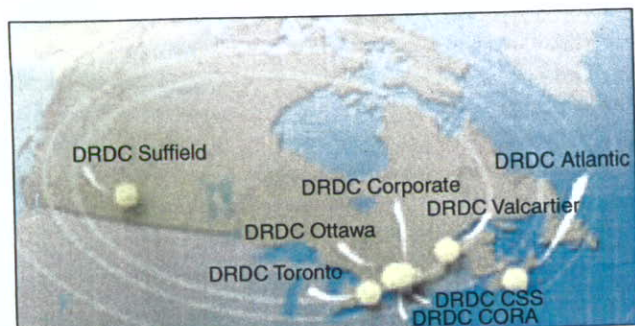 DRDC Suffield
DRDC Atlantic
DRDC Corporate
DRDC Valcartier
DRDC Ottawa
DRDC Toronto
DRDC CSS
DRDC CORA